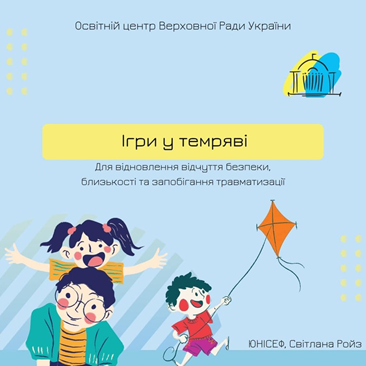 Освітній центр Верховної Ради України
Ігри у темряві
Для відновлення відчуття безпеки,
близькості та запобігання травматизації
ЮНІСЕФ, Світлана Ройз